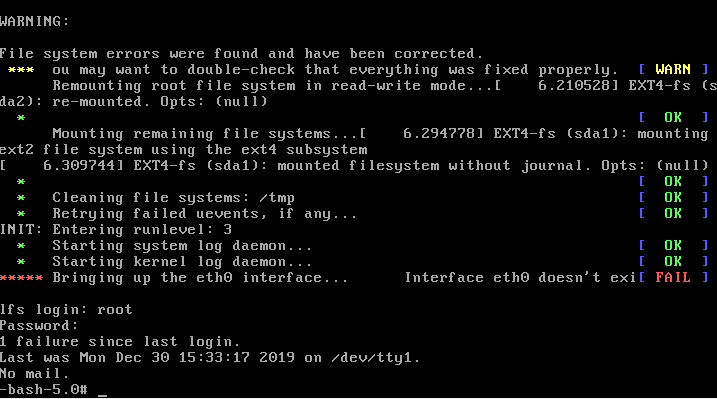 WARNING:
File system errors were found and have been corrected.
*** ou may want to double-check that everything was fixed properly. [ WARN ]
Remounting root file system in read-write mode...[ 6.210528] EXT4-fs (s
da2): re-mounted. Opts: (null)
* [ OK ]
Mounting remaining file systems...[ 6.294778] EXT4-fs (sda1): mounting
ext2 file system using the ext4 subsystem
[ 6.309744] EXT4-fs (sda1): mounted filesystem without journal. Opts: (null)
* [ OK ]
* Cleaning file systems: /tmp [ OK ]
* Retrying failed uevents, if any... [ OK ]
INIT: Entering runlevel: 3
* Starting system log daemon... [ OK ]
* Starting kernel log daemon... [ OK ]
***** Bringing up the eth0 interface... Interface eth0 doesn't exi[ FAIL ]
lfs login: root
Password:
1 failure since last login.
Last was Mon Dec 30 15:33:17 2019 on /dev/tty1.
No mail.
-bash-5.0# _